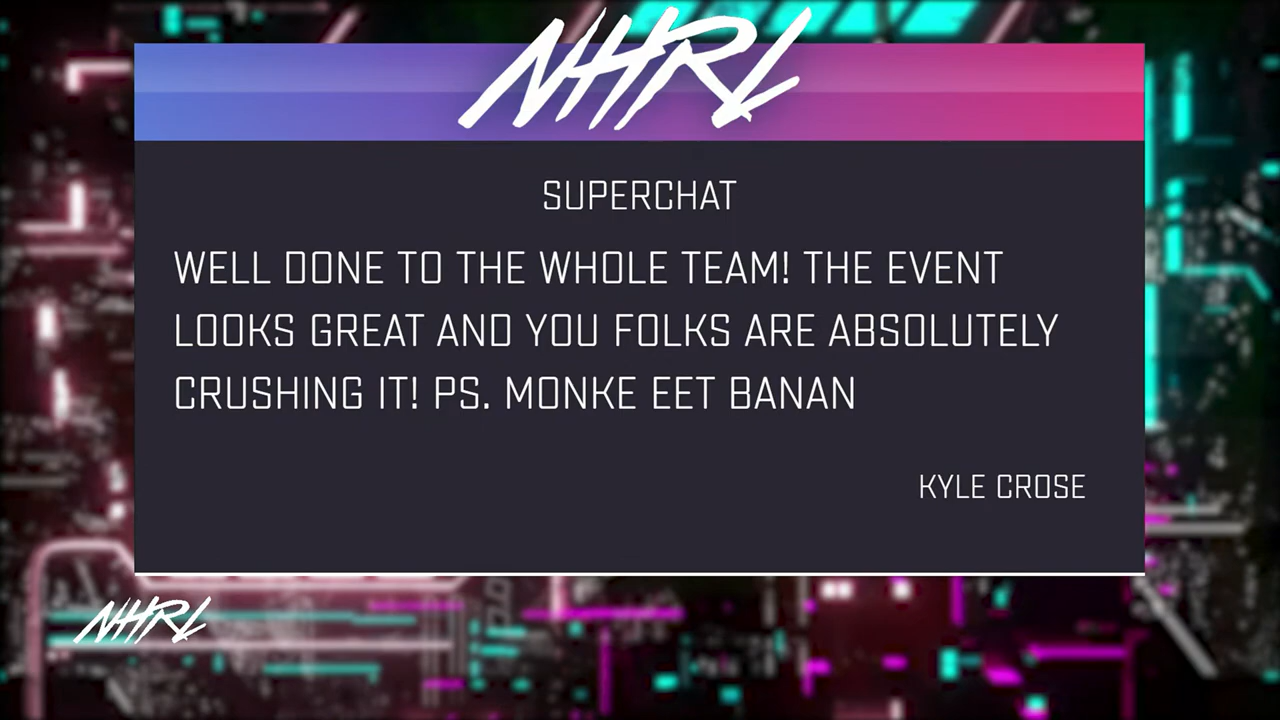 NHRL
SUPERCHAT
WELL DONE TO THE WHOLE TEAM! THE EVENT
LOOKS GREAT AND YOU FOLKS ARE ABSOLUTELY
CRUSHING IT! PS. MONKE EET BANAN
KYLE CROSE
NHRL